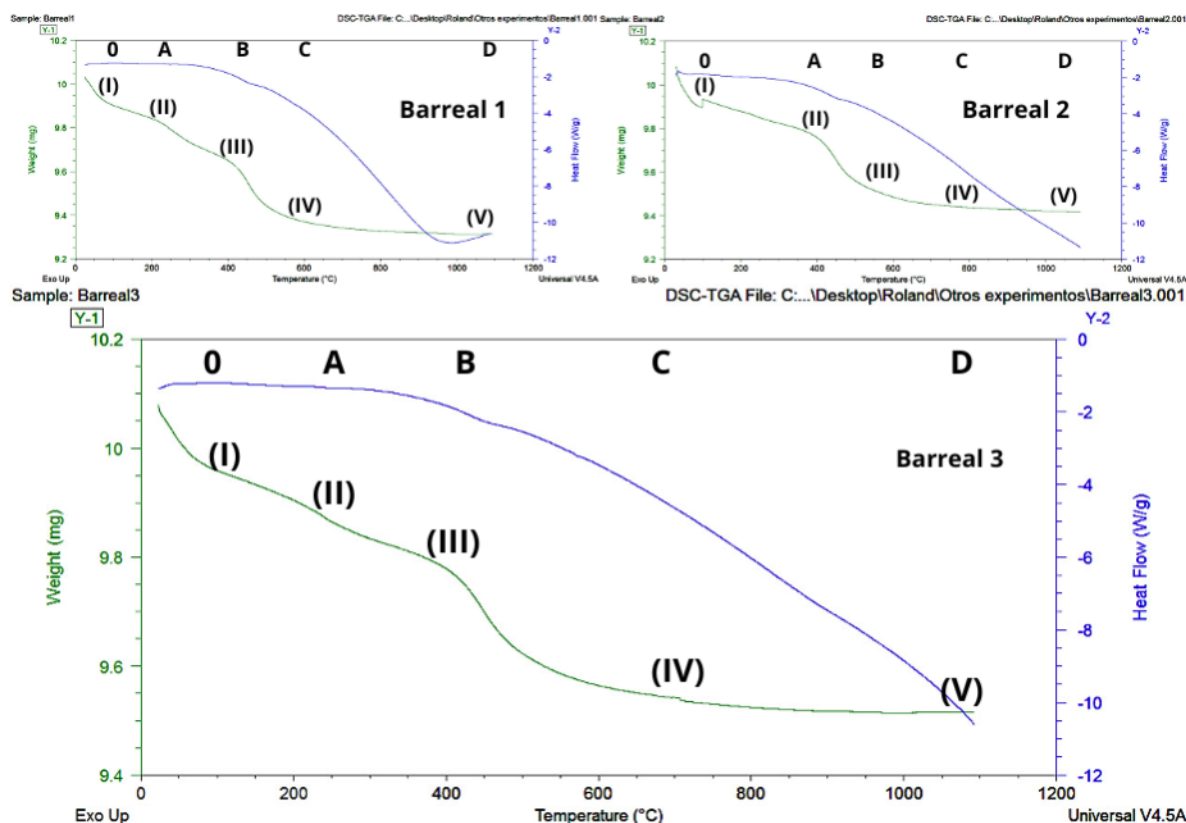 Sample: Barreal1
DSC-TGA File: C:...\Desktop\Roland\Otros experimentos\Barreal1.001
Y-1
Y-2
10.2
10
9.8
9.6
9.4
9.2
Weight (mg)
0 A B C D
(I)
(II)
(III)
(IV)
(V)
Barreal 1
0
-2
-4
-6
-8
-10
-12
Heat Flow (W/g)
0 200 400 600 800 1000 1200
Exo Up
Temperature (°C)
Universal V4.5A
Sample: Barreal2
DSC-TGA File: C:...\Desktop\Roland\Otros experimentos\Barreal2.001
Y-1
Y-2
10.2
10
9.8
9.6
9.4
9.2
Weight (mg)
0 A B C D
(I)
(II)
(III)
(IV)
(V)
Barreal 2
0
-2
-4
-6
-8
-10
-12
Heat Flow (W/g)
0 200 400 600 800 1000 1200
Exo Up
Temperature (°C)
Universal V4.5A
Sample: Barreal3
DSC-TGA File: C:...\Desktop\Roland\Otros experimentos\Barreal3.001
Y-1
Y-2
10.2
10
9.8
9.6
9.4
Weight (mg)
0 A B C D
(I)
(II)
(III)
(IV)
(V)
Barreal 3
0
-2
-4
-6
-8
-10
-12
Heat Flow (W/g)
0 200 400 600 800 1000 1200
Exo Up
Temperature (°C)
Universal V4.5A